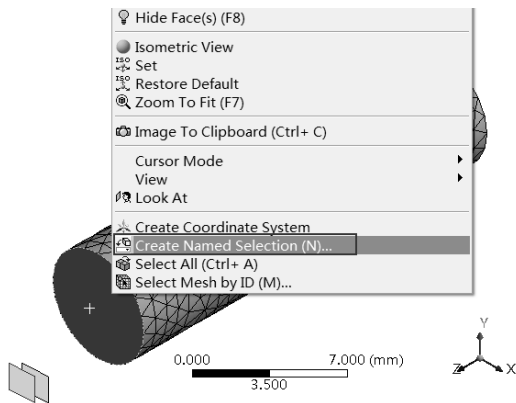 Hide Face(s) (F8)
Isometric View
ISO Set
ISO Restore Default
Zoom To Fit (F7)
Image To Clipboard (Ctrl+ C)
Cursor Mode
View
Look At
Create Coordinate System
Create Named Selection (N)...
Select All (Ctrl+ A)
Select Mesh by ID (M)...
0.000 7.000 (mm)
3.500
Y
Z X